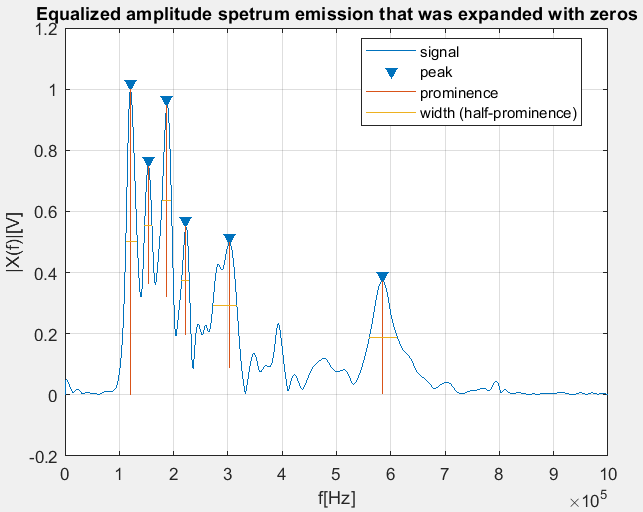 Equalized amplitude spetrum emission that was expanded with zeros
signal
peak
prominence
width (half-prominence)
|X(f)|[V]
1.2
1
0.8
0.6
0.4
0.2
0
-0.2
0 1 2 3 4 5 6 7 8 9 10
f[Hz]
×10^5